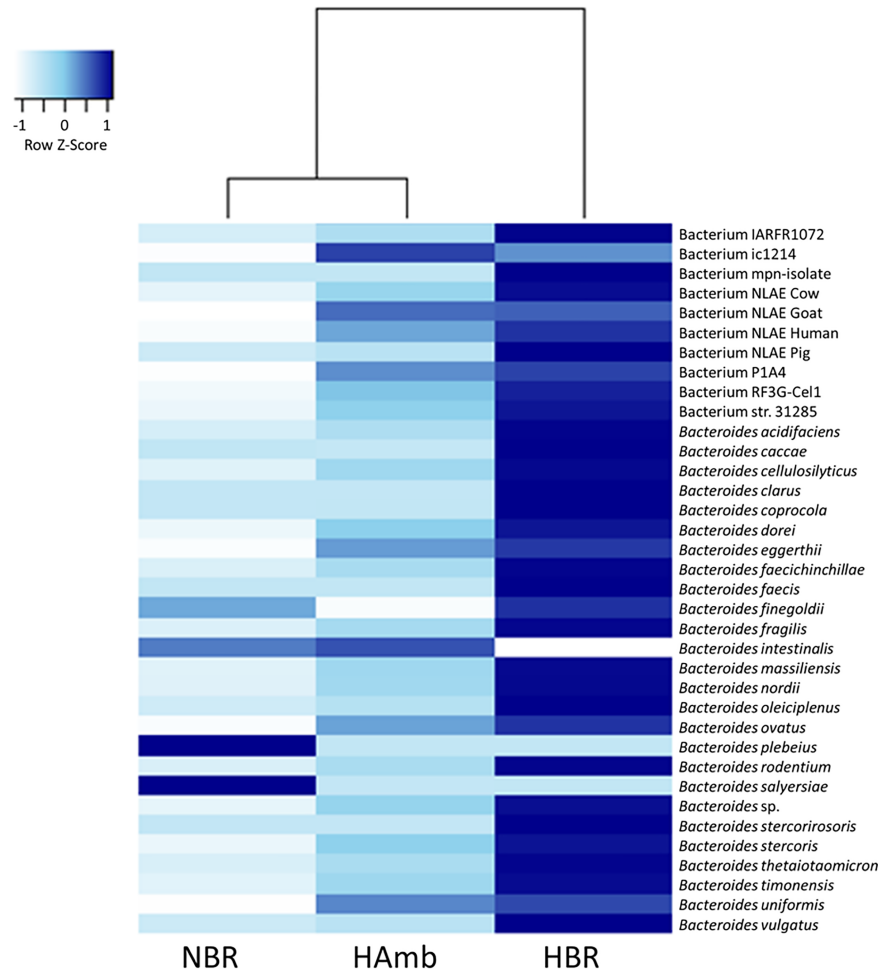 -1 0 1
Row Z-Score
Bacterium IARFR1072
Bacterium ic1214
Bacterium mpn-isolate
Bacterium NLAE Cow
Bacterium NLAE Goat
Bacterium NLAE Human
Bacterium NLAE Pig
Bacterium P1A4
Bacterium RF3G-Cel1
Bacterium str. 31285
Bacteroides acidifaciens
Bacteroides caccae
Bacteroides cellulosilyticus
Bacteroides clarus
Bacteroides coprocola
Bacteroides dorei
Bacteroides eggerthii
Bacteroides faecichinchillae
Bacteroides faecis
Bacteroides finegoldii
Bacteroides fragilis
Bacteroides intestinalis
Bacteroides massiliensis
Bacteroides nordii
Bacteroides oleiciplenus
Bacteroides ovatus
Bacteroides plebeius
Bacteroides rodentium
Bacteroides salyersiae
Bacteroides sp.
Bacteroides stercorirosoris
Bacteroides stercoris
Bacteroides thetaiotaomicron
Bacteroides timonensis
Bacteroides uniformis
Bacteroides vulgatus
NBR HAmb HBR